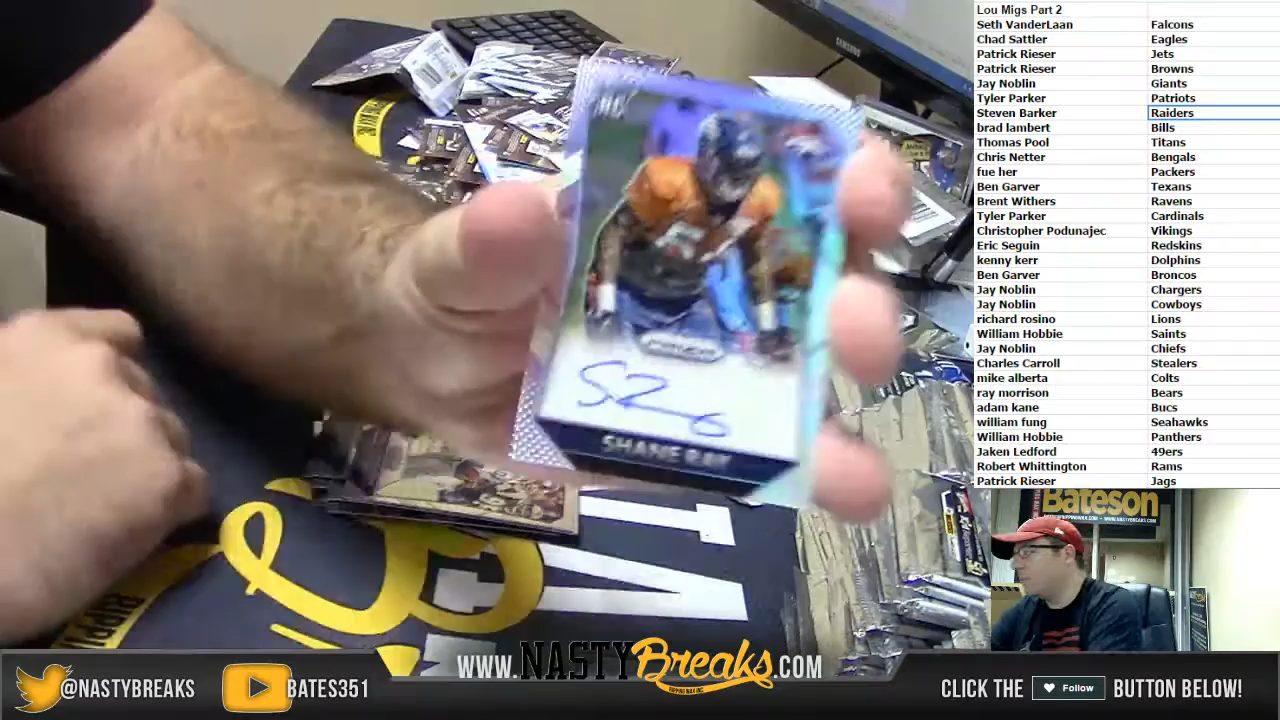 Lou Migs Part 2
Seth VanderLaan Falcons
Chad Sattler Eagles
Patrick Rieser Jets
Patrick Rieser Browns
Jay Noblin Giants
Tyler Parker Patriots
Steven Barker Raiders
brad lambert Bills
Thomas Pool Titans
Chris Netter Bengals
fue her Packers
Ben Garver Texans
Brent Withers Ravens
Tyler Parker Cardinals
Christopher Podunajec Vikings
Eric Seguin Redskins
kenny kerr Dolphins
Ben Garver Broncos
Jay Noblin Chargers
Jay Noblin Cowboys
richard rosino Lions
William Hobbie Saints
Jay Noblin Chiefs
Charles Carroll Stealers
mike alberta Colts
ray morrison Bears
adam kane Bucs
william fung Seahawks
William Hobbie Panthers
Jaken Ledford 49ers
Robert Whittington Rams
Patrick Rieser Jags
SAMSUNG
PRIZM
SHANE RAY
Bateson
@NASTYBREAKS
BATES351
WWW.NASTYBreaks.COM
RIPPING WAX INC
CLICK THE Follow BUTTON BELOW!